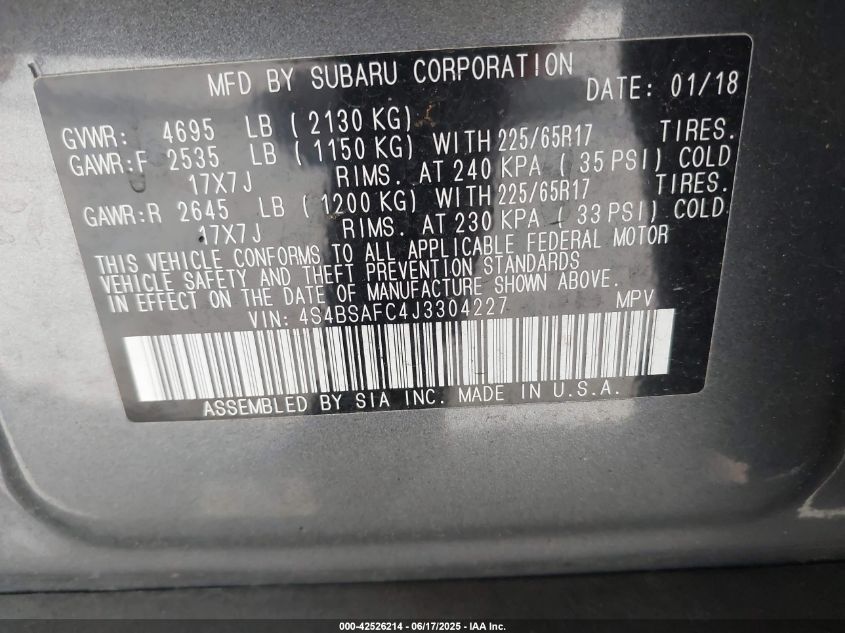 MFD BY SUBARU CORPORATION DATE: 01/18
GVWR: 4695 LB (2130 KG)
GAWR:F 2535 LB (1150 KG) WITH 225/65R17 TIRES.
17X7J RIMS. AT 240 KPA (35 PSI) COLD
GAWR:R 2645 LB (1200 KG) WITH 225/65R17 TIRES.
17X7J RIMS. AT 230 KPA (33 PSI) COLD
THIS VEHICLE CONFORMS TO ALL APPLICABLE FEDERAL MOTOR
VEHICLE SAFETY AND THEFT PREVENTION STANDARDS
IN EFFECT ON THE DATE OF MANUFACTURE SHOWN ABOVE.
VIN: 4S4BSAFC4J3304227 MPV
ASSEMBLED BY SIA INC. MADE IN U.S.A.
000-42526214 - 06/17/2025 - IAA Inc.